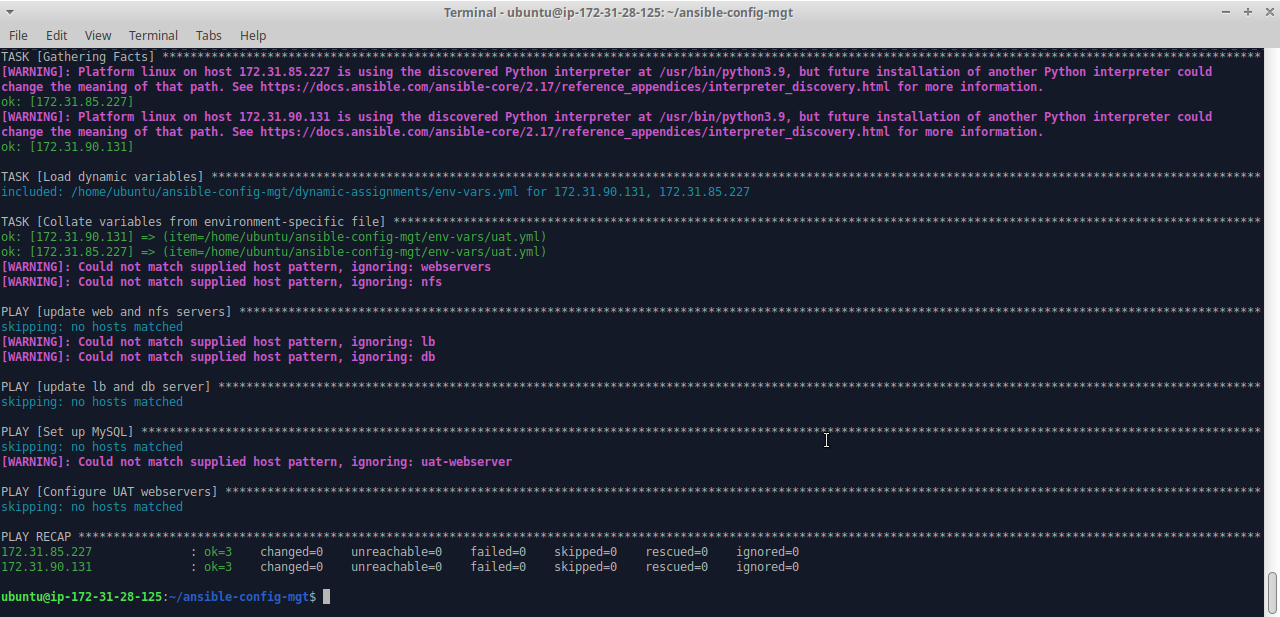 Terminal - ubuntu@ip-172-31-28-125: ~/ansible-config-mgt
File Edit View Terminal Tabs Help
TASK [Gathering Facts] ******************************************************************************************************************************************************
[WARNING]: Platform linux on host 172.31.85.227 is using the discovered Python interpreter at /usr/bin/python3.9, but future installation of another Python interpreter could
change the meaning of that path. See https://docs.ansible.com/ansible-core/2.17/reference_appendices/interpreter_discovery.html for more information.
ok: [172.31.85.227]
[WARNING]: Platform linux on host 172.31.90.131 is using the discovered Python interpreter at /usr/bin/python3.9, but future installation of another Python interpreter could
change the meaning of that path. See https://docs.ansible.com/ansible-core/2.17/reference_appendices/interpreter_discovery.html for more information.
ok: [172.31.90.131]
TASK [Load dynamic variables] ***********************************************************************************************************************************************
included: /home/ubuntu/ansible-config-mgt/dynamic-assignments/env-vars.yml for 172.31.90.131, 172.31.85.227
TASK [Collate variables from environment-specific file] *********************************************************************************************************************
ok: [172.31.90.131] => (item=/home/ubuntu/ansible-config-mgt/env-vars/uat.yml)
ok: [172.31.85.227] => (item=/home/ubuntu/ansible-config-mgt/env-vars/uat.yml)
[WARNING]: Could not match supplied host pattern, ignoring: webservers
[WARNING]: Could not match supplied host pattern, ignoring: nfs
PLAY [update web and nfs servers] *******************************************************************************************************************************************
skipping: no hosts matched
[WARNING]: Could not match supplied host pattern, ignoring: lb
[WARNING]: Could not match supplied host pattern, ignoring: db
PLAY [update lb and db server] **********************************************************************************************************************************************
skipping: no hosts matched
PLAY [Set up MySQL] *********************************************************************************************************************************************************
skipping: no hosts matched
[WARNING]: Could not match supplied host pattern, ignoring: uat-webserver
PLAY [Configure UAT webservers] *********************************************************************************************************************************************
skipping: no hosts matched
PLAY RECAP ******************************************************************************************************************************************************************
172.31.85.227 : ok=3 changed=0 unreachable=0 failed=0 skipped=0 rescued=0 ignored=0
172.31.90.131 : ok=3 changed=0 unreachable=0 failed=0 skipped=0 rescued=0 ignored=0
ubuntu@ip-172-31-28-125:~/ansible-config-mgt$